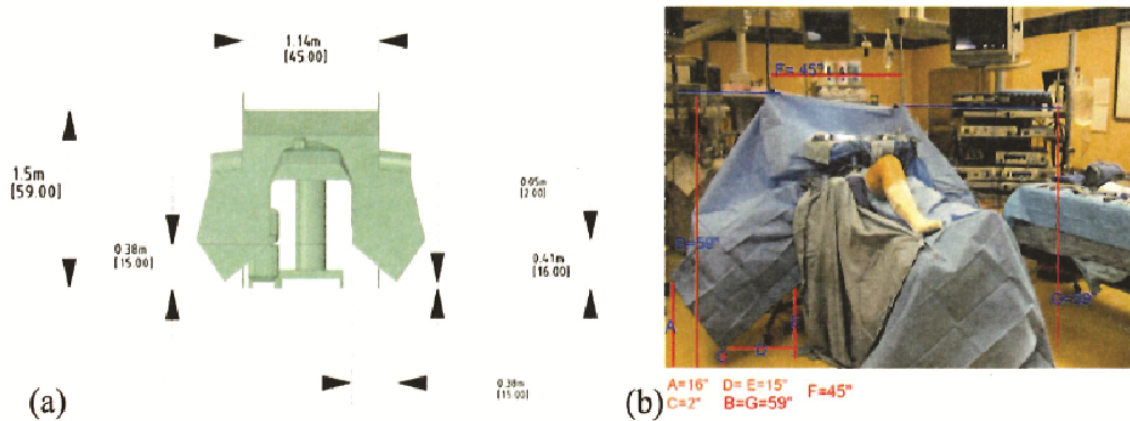 1.14m
[45.00]
1.5m
[59.00]
0.38m
[15.00]
0.05m
[2.00]
0.41m
[16.00]
0.38m
[15.00]
(a)
F= 45"
B=59"
G=59"
A
E
C
D
(b)
A=16" D= E=15" F=45"
C=2" B=G=59"